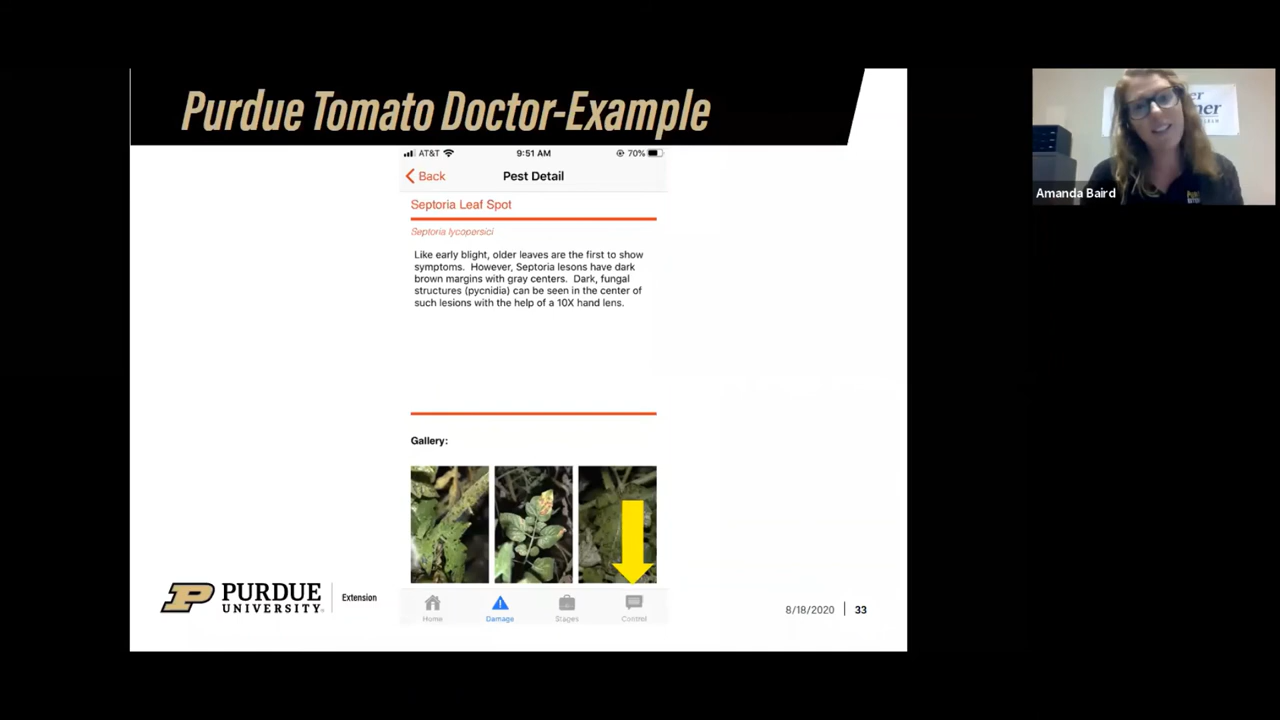 Purdue Tomato Doctor-Example
AT&T
9:51 AM
70%
Back
Pest Detail
Septoria Leaf Spot
Septoria lycopersici
Like early blight, older leaves are the first to show
symptoms. However, Septoria lesons have dark
brown margins with gray centers. Dark, fungal
structures (pycnidia) can be seen in the center of
such lesions with the help of a 10X hand lens.
Gallery:
Home
Damage
Stages
Control
PURDUE
UNIVERSITY
Extension
8/18/2020
33
Amanda Baird